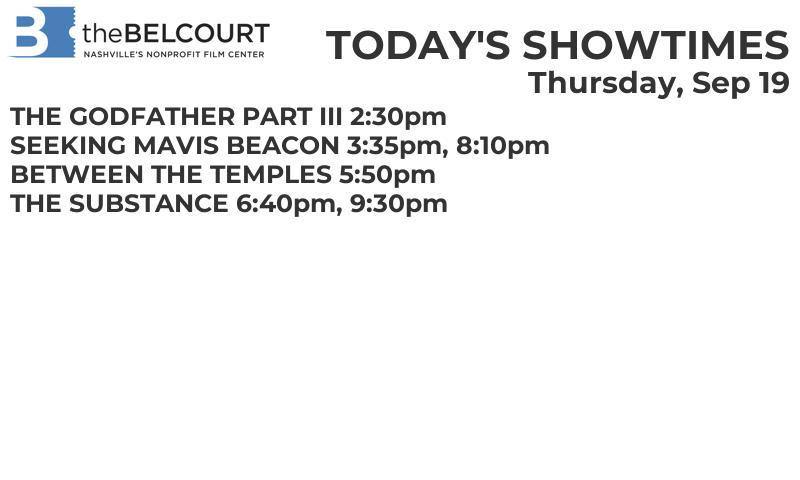 B theBELCOURT
NASHVILLE'S NONPROFIT FILM CENTER
TODAY'S SHOWTIMES
Thursday, Sep 19
THE GODFATHER PART III 2:30pm
SEEKING MAVIS BEACON 3:35pm, 8:10pm
BETWEEN THE TEMPLES 5:50pm
THE SUBSTANCE 6:40pm, 9:30pm